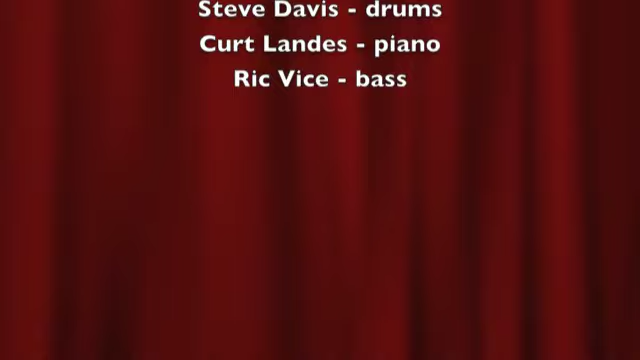 Steve Davis - drums
Curt Landes - piano
Ric Vice - bass